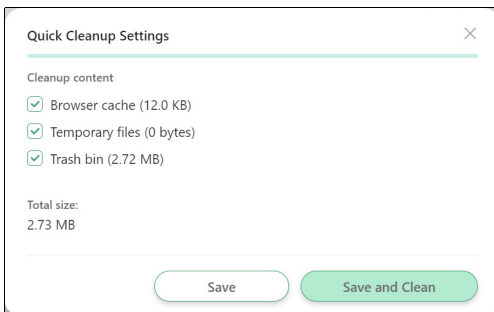 Quick Cleanup Settings
Cleanup content
Browser cache (12.0 KB)
Temporary files (0 bytes)
Trash bin (2.72 MB)
Total size:
2.73 MB
Save
Save and Clean